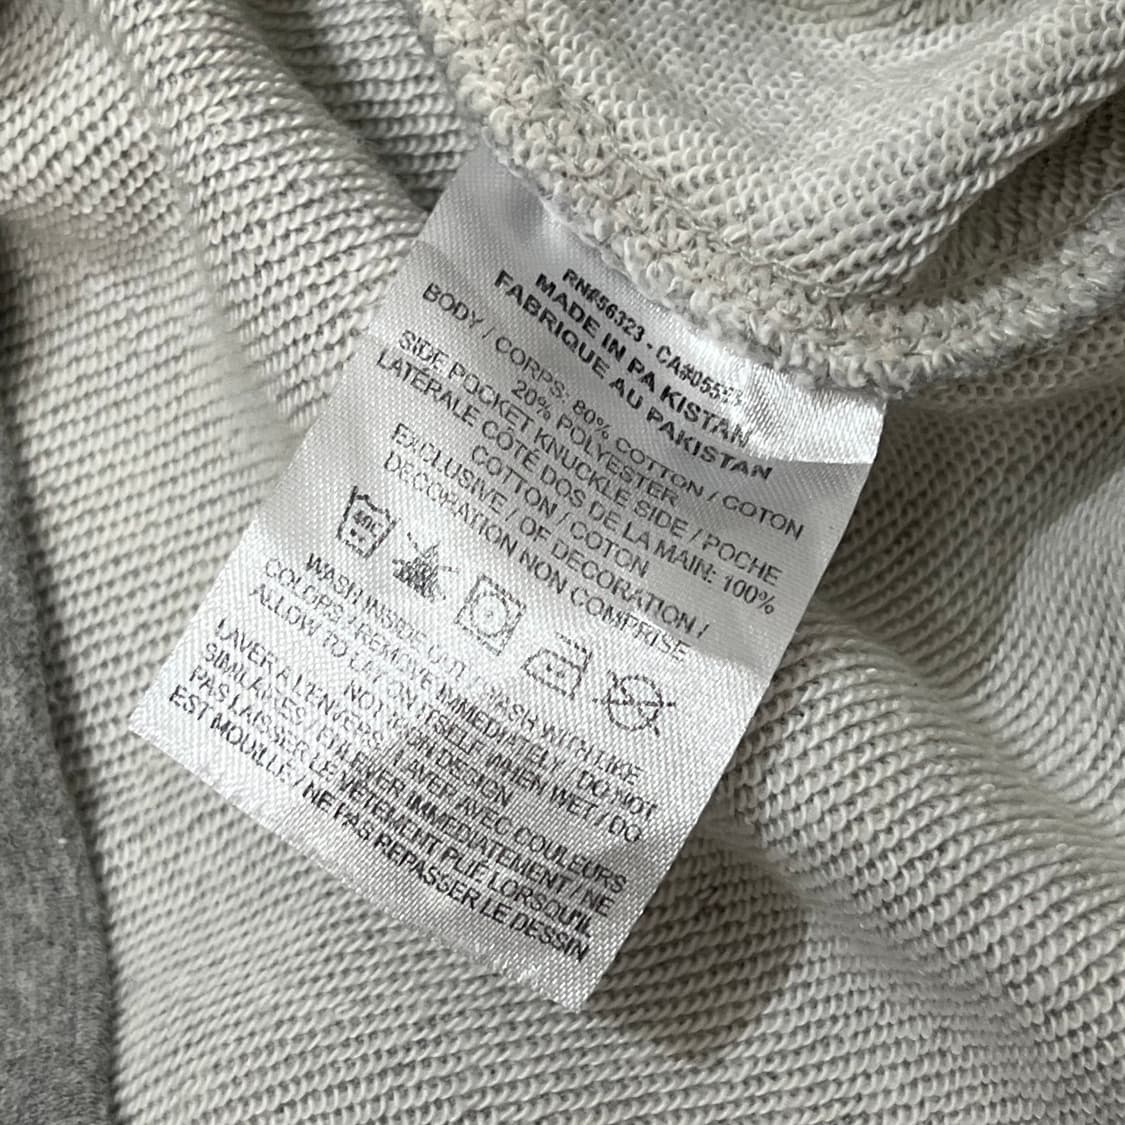 RN#56323 - CA#0555
MADE IN PA KISTAN
FABRIQUE AU PAKISTAN
BODY / CORPS: 80% COTTON / COTON
20% POLYESTER
SIDE POCKET KNUCKLE SIDE / POCHE
LATÉRALE CÔTÉ DOS DE LA MAIN: 100%
COTTON / COTON
EXCLUSIVE / OF DECORATION /
DÉCORATION NON COMPRISE
WASH INSIDE OUT / WASH WITH LIKE
COLORS / REMOVE IMMEDIATELY / DO NOT
ALLOW TO LAY ON ITSELF WHEN WET / DO
NOT IRON DESIGN
LAVER À L'ENVERS / LAVER AVEC COULEURS
SIMILAIRES / ENLEVER IMMÉDIATEMENT / NE
PAS LAISSER LE VÊTEMENT PLIÉ LORSQU'IL
EST MOUILLÉ / NE PAS REPASSER LE DESSIN